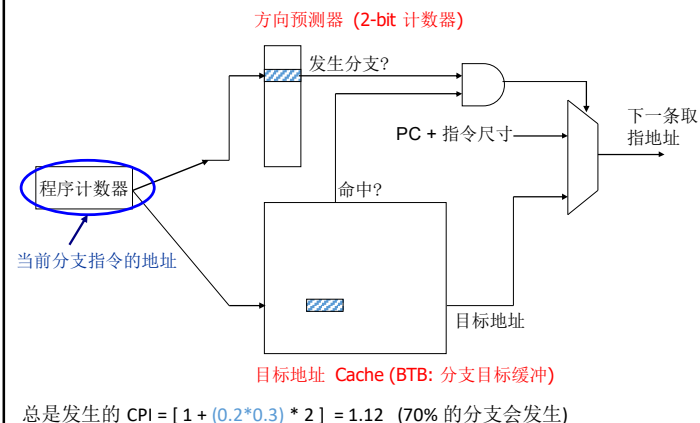 方向预测器 (2-bit 计数器)
发生分支?
PC + 指令尺寸
下一条取
指地址
程序计数器
命中?
当前分支指令的地址
目标地址
目标地址 Cache (BTB: 分支目标缓冲)
总是发生的 CPI = [ 1 + (0.2*0.3) * 2 ] = 1.12 (70% 的分支会发生)